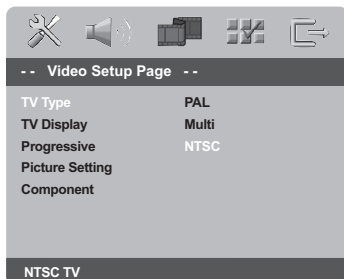 - - Video Setup Page - -
TV Type PAL
TV Display Multi
Progressive NTSC
Picture Setting
Component
NTSC TV